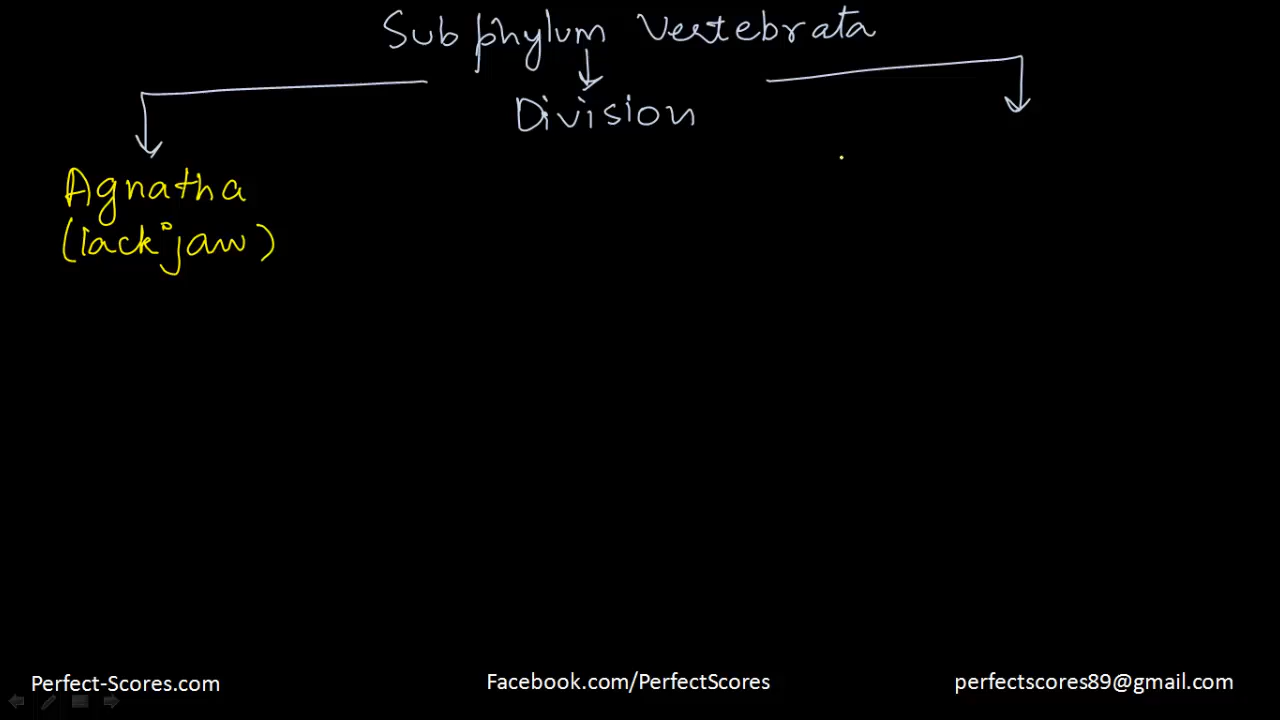 Sub phylum Vertebrata
Division
Agnatha
(lack jaw)
Perfect-Scores.com
Facebook.com/PerfectScores
perfectscores89@gmail.com